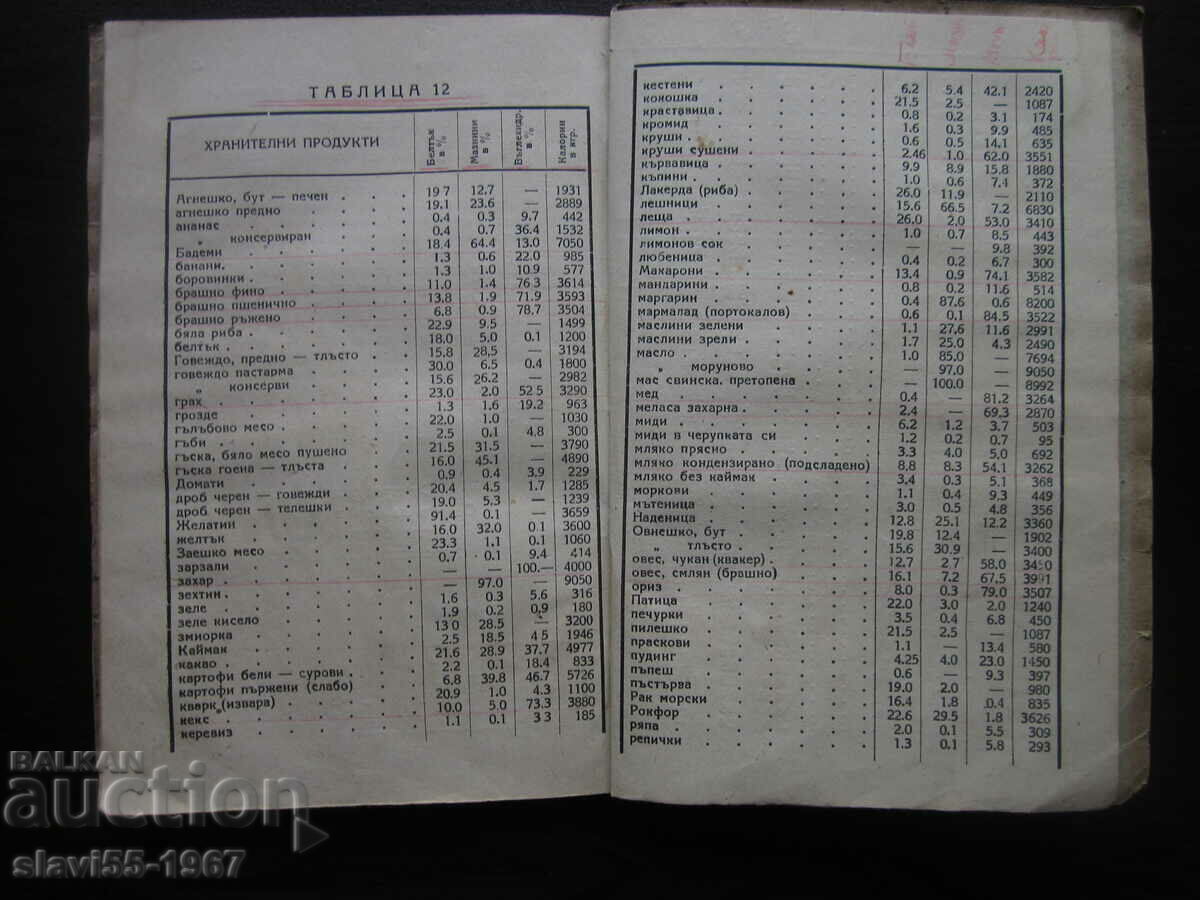 ТАБЛИЦА 12
ХРАНИТЕЛНИ ПРОДУКТИ Белтък в % Мазнини в % Въглехидр. в % Калории в кгр.
Агнешко, бут — печен 19 7 12.7 — 1931
агнешко предно 19.1 23.6 — 2889
ананас 0.4 0.3 9.7 442
„ консервиран 0.4 0.7 36.4 1532
Бадеми 18.4 64.4 13.0 7050
банани. 1.3 0.6 22.0 985
боровинки 1.3 1.0 10.9 577
брашно фино 11.0 1.4 76 3 3614
брашно пшенично 13.8 1.9 71.9 3593
брашно ръжено 6.8 0.9 78.7 3504
бяла риба 22.9 9.5 — 1499
белтък 18.0 5.0 0.1 1200
Говеждо, предно — тлъсто 15.8 28,5 — 3194
говеждо пастарма 30.0 6.5 0.4 1800
„ консерви 15.6 26.2 — 2982
грах 23.0 2.0 52 5 3290
грозде 1.3 1.6 19.2 963
гълъбово месо 22.0 1.0 — 1030
гъби 2.5 0.1 4.8 300
гъска, бяло месо пушено 21.5 31.5 — 3790
гъска гоена — тлъста 16.0 45.1 — 4890
Домати 0.9 0.4 3.9 229
дроб черен — говежди 20.4 4.5 1.7 1285
дроб черен — телешки 19.0 5.3 — 1239
Желатин 91.4 0.1 — 3659
желтък 16.0 32.0 0.1 3600
Заешко месо 23.3 1.1 0.1 1060
зарзали 0.7 0.1 9.4 414
захар — — 100.— 4000
зехтин — 97.0 — 9050
зеле 1.6 0.3 5.6 316
зеле кисело 1.9 0.2 0,9 180
змиорка 13 0 28.5 — 3200
Каймак 2.5 18.5 4 5 1946
какао 21.6 28.9 37.7 4977
картофи бели — сурови 2.2 0.1 18.4 833
картофи пържени (слабо) 6,8 39.8 46.7 5726
кварк (извара) 20.9 1.0 4.3 1100
кекс 10.0 5.0 73.3 3880
керевиз 1.1 0.1 3 3 185
кестени 6.2 5.4 42.1 2420
кокошка 21.5 2.5 — 1087
краставица 0.8 0.2 3.1 174
кромид 1.6 0.3 9.9 485
круши 0.6 0.5 14.1 635
круши сушени 2.46 1.0 62.0 3551
кървавица 9.9 8.9 15.8 1880
къпини 1.0 0.6 7.4 372
Лакерда (риба) 26.0 11.9 — 2110
лешници 15.6 66.5 7.2 6830
леща 26.0 2.0 53.0 3410
лимон 1.0 0.7 8.5 443
лимонов сок — — 9.8 392
любеница 0.4 0.2 6.7 300
Макарони 13.4 0.9 74.1 3582
мандарини 0.8 0.2 11.6 514
маргарин 0.4 87.6 0.6 8200
мармалад (портокалов) 0.6 0.1 84.5 3522
маслини зелени 1.1 27,6 11.6 2991
маслини зрели 1.7 25.0 4.3 2490
масло 1.0 85.0 — 7694
„ моруново — 97.0 — 9050
мас свинска. претопена — 100.0 — 8992
мед 0.4 — 81.2 3264
меласа захарна 2.4 — 69,3 2870
миди 6.2 1.2 3.7 503
миди в черупката си 1.2 0.2 0.7 95
мляко прясно 3.3 4.0 5.0 692
мляко кондензирано (подсладено) 8,8 8.3 54,1 3262
мляко без каймак 3,4 0.3 5.1 368
моркови 1.1 0.4 9.3 449
мътеница 3.0 0.5 4.8 356
Наденица 12.8 25.1 12.2 3360
Овнешко, бут 19.8 12.4 — 1902
„ тлъсто 15.6 30.9 — 3400
овес, чукан (квакер) 12.7 2 7 58.0
овес, смлян (брашно) 16.1 7.2 67,5 3991
ориз 8.0 0.3 79.0 3507
Патица 22.0 3.0 2.0 1240
печурки 3.5 0.4 6.8 450
пилешко 21.5 2.5 — 1087
праскови 1.1 — 13.4 580
пудинг 4.25 4.0 23.0 1450
пъпеш 0.6 — 9.3 397
пъстърва 19.0 2.0 — 980
Рак морски 16.4 1.8 0.4 835
Рокфор 22.6 29.5 1.8 3626
ряпа 2.0 0.1 5.5 309
репички 1.3 0.1 5.8 293
BALKAN
auction
slavi55-1967